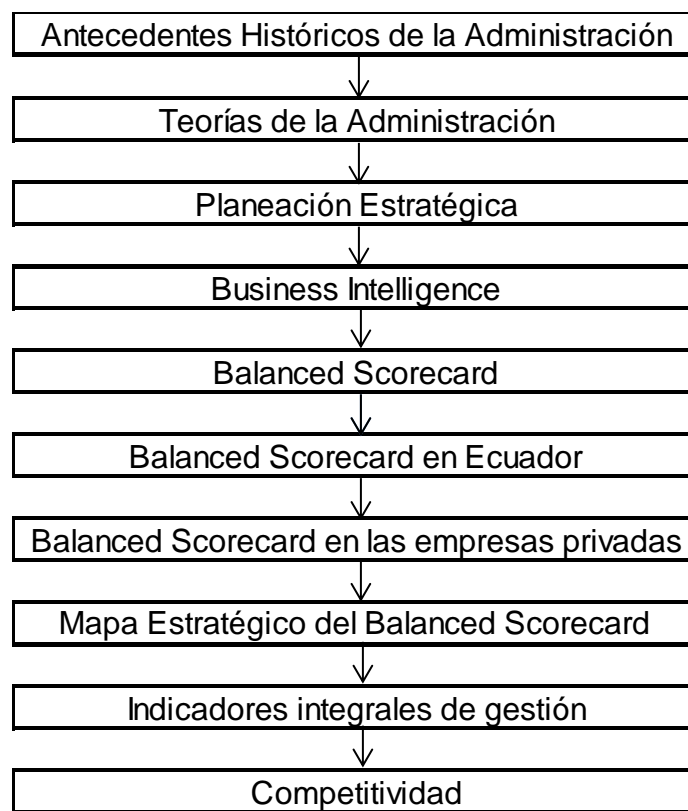 Antecedentes Históricos de la Administración
Teorías de la Administración
Planeación Estratégica
Business Intelligence
Balanced Scorecard
Balanced Scorecard en Ecuador
Balanced Scorecard en las empresas privadas
Mapa Estratégico del Balanced Scorecard
Indicadores integrales de gestión
Competitividad